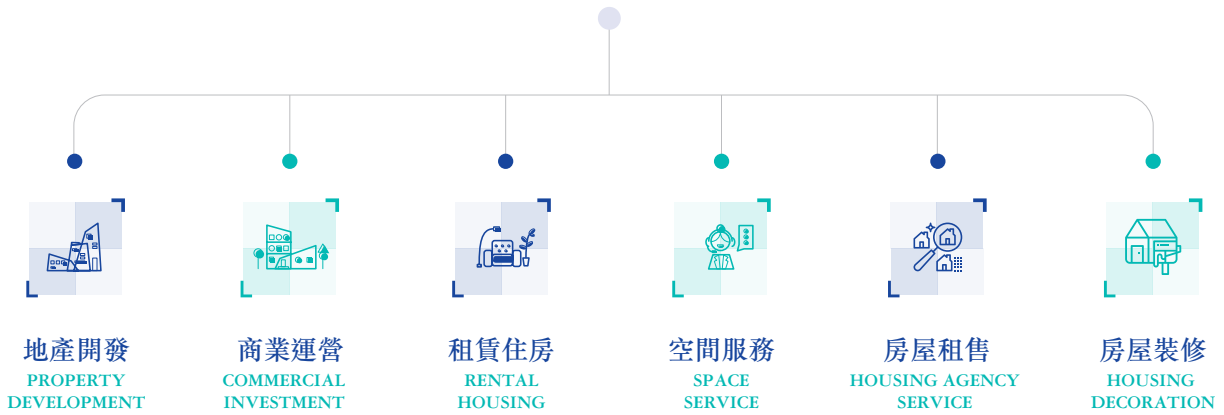 地產開發
PROPERTY
DEVELOPMENT
商業運營
COMMERCIAL
INVESTMENT
租賃住房
RENTAL
HOUSING
空間服務
SPACE
SERVICE
房屋租售
HOUSING AGENCY
SERVICE
房屋裝修
HOUSING
DECORATION